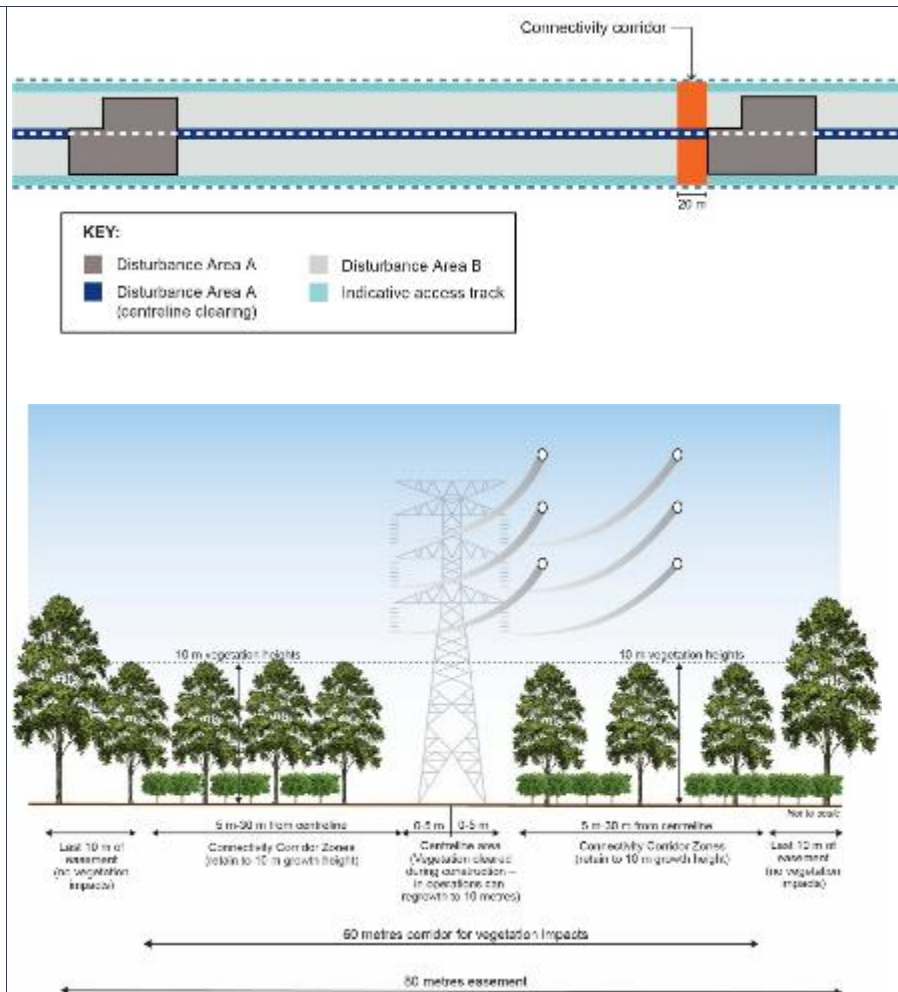 Connectivity corridor
20 m
KEY:
Disturbance Area A
Disturbance Area B
Disturbance Area A
(centreline clearing)
Indicative access track
10 m vegetation heights
10 m vegetation heights
Not to scale
5 m-30 m from centreline
0-5 m
0-5 m
5 m-30 m from centreline
Last 10 m of
easement
(no vegetation
impacts)
Connectivity Corridor Zones
(retain to 10 m growth height)
Centreline area
(Vegetation cleared
during construction –
in operations can
regrowth to 10 metres)
Connectivity Corridor Zones
(retain to 10 m growth height)
Last 10 m of
easement
(no vegetation
impacts)
60 metres corridor for vegetation impacts
80 metres easement